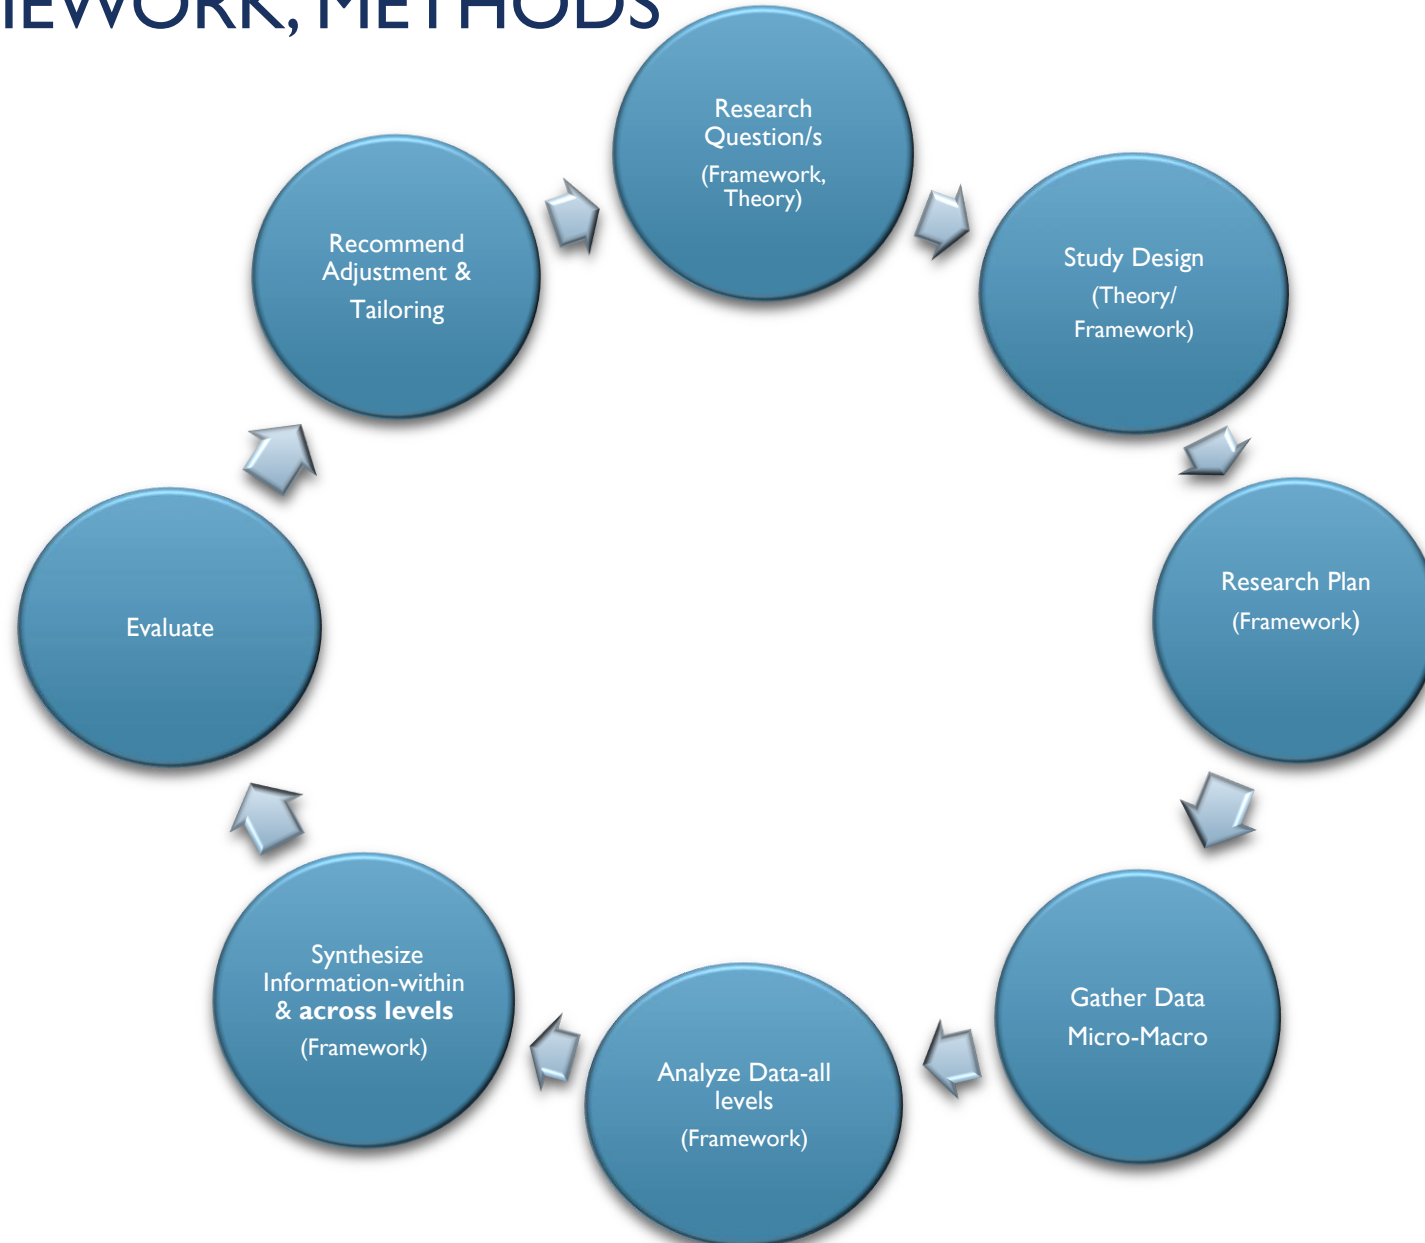 MEWORK, METHODS
Research
Question/s
(Framework,
Theory)
Study Design
(Theory/
Framework)
Research Plan
(Framework)
Gather Data
Micro-Macro
Analyze Data-all
levels
(Framework)
Synthesize
Information-within
& across levels
(Framework)
Evaluate
Recommend
Adjustment &
Tailoring